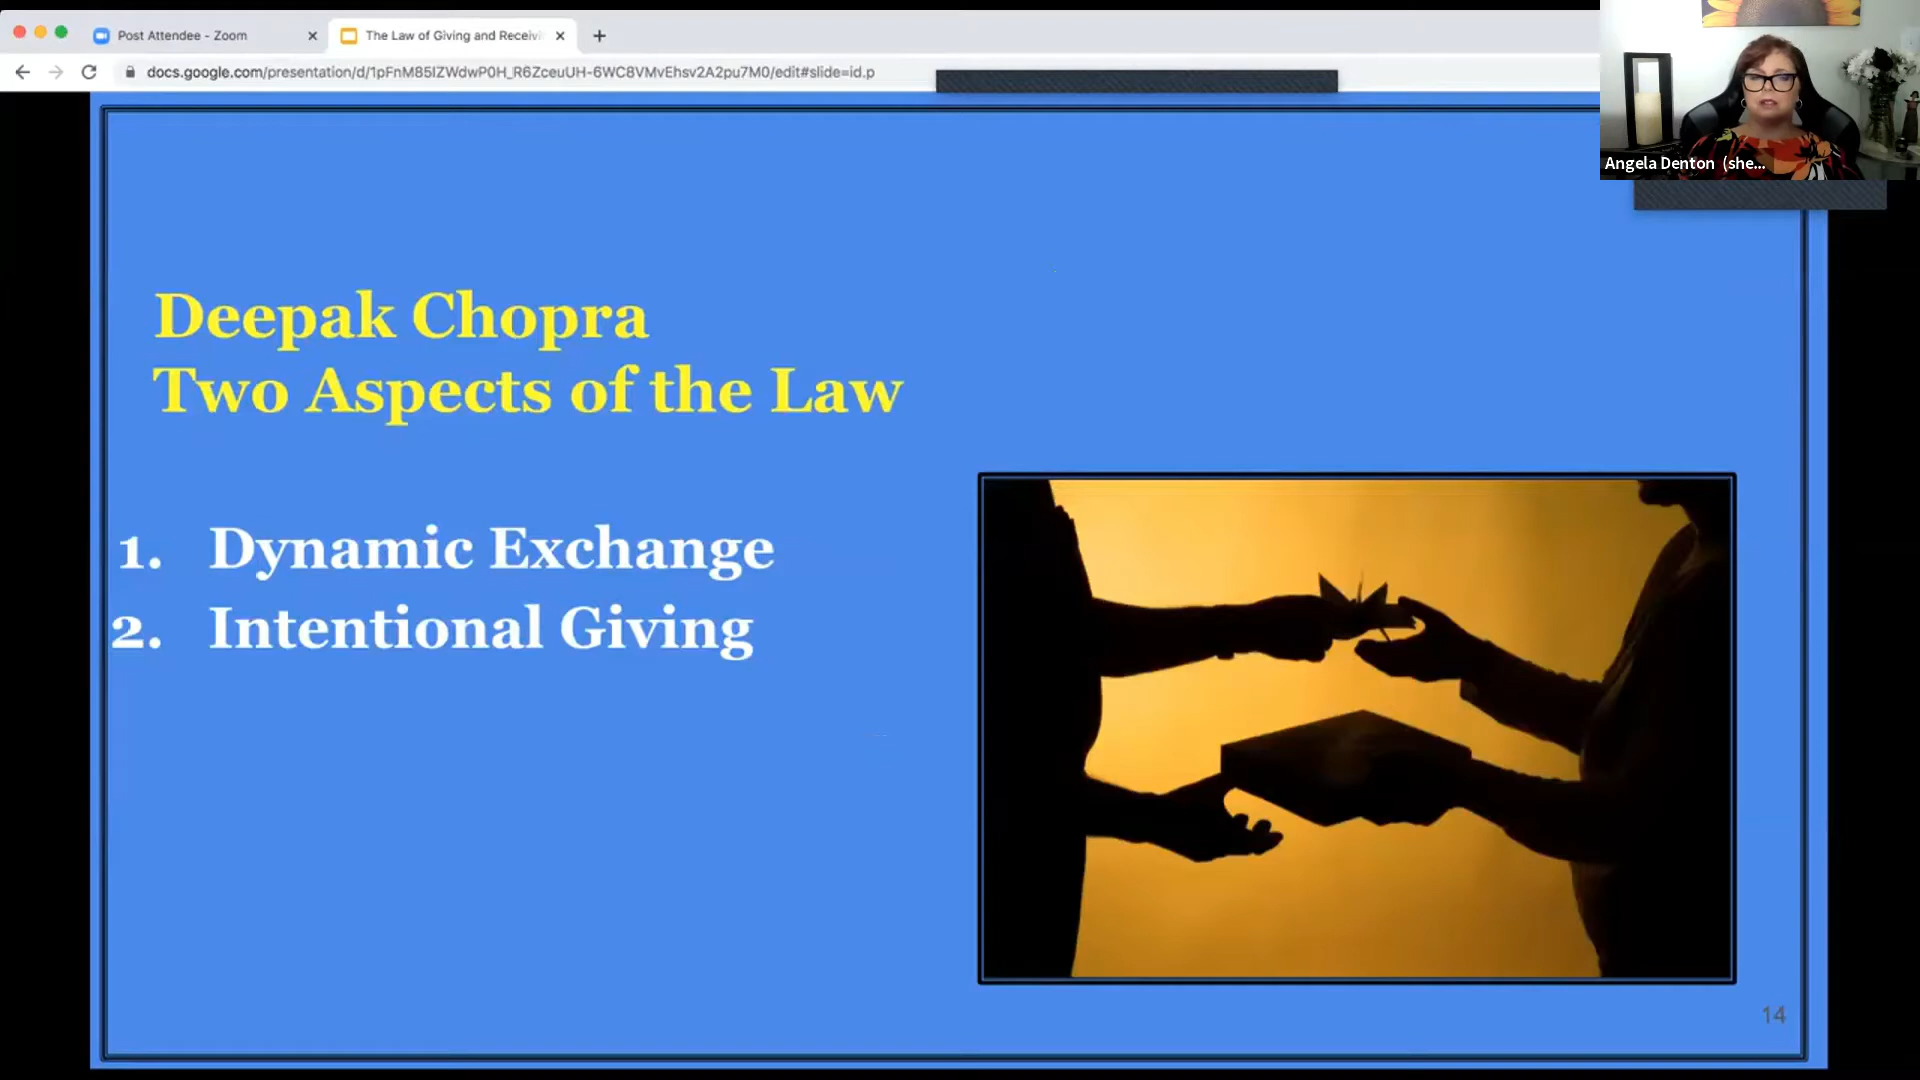 Post Attendee - Zoom
The Law of Giving and Receivi
docs.google.com/presentation/d/1pFnM85IZWdwP0H_R6ZceuUH-6WC8VMvEhsv2A2pu7M0/edit#slide=id.p
Angela Denton (she...
Deepak Chopra
Two Aspects of the Law
1. Dynamic Exchange
2. Intentional Giving
14